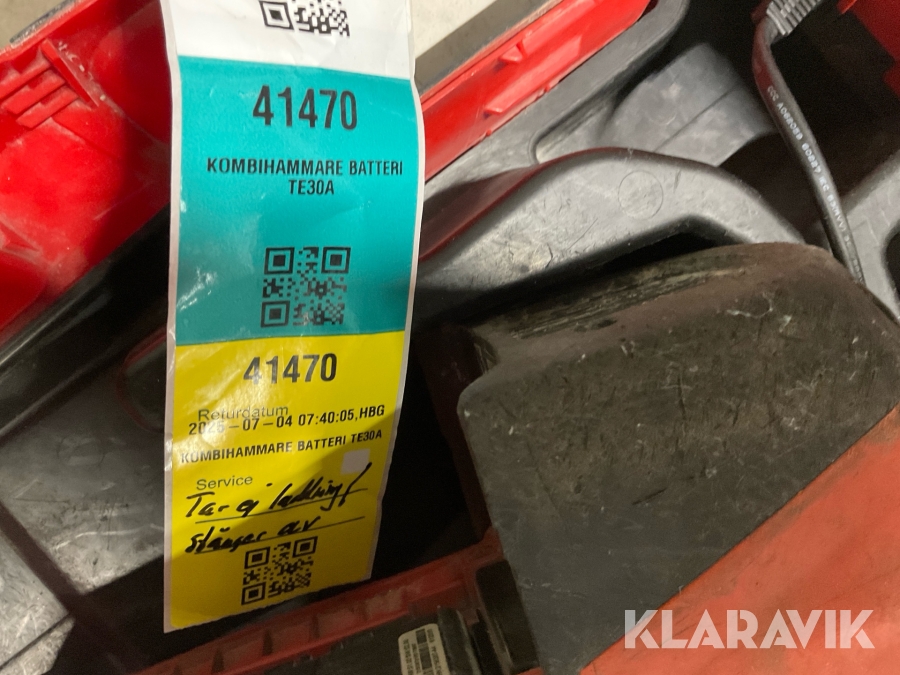 41470
KOMBIHAMMARE BATTERI
TE30A
41470
Returdatum
-07-04 07:40:05,HBG
KOMBIHAMMARE BATTERI TE30A
Service
Tar ej laddning/
stänger av
KLARAVIK